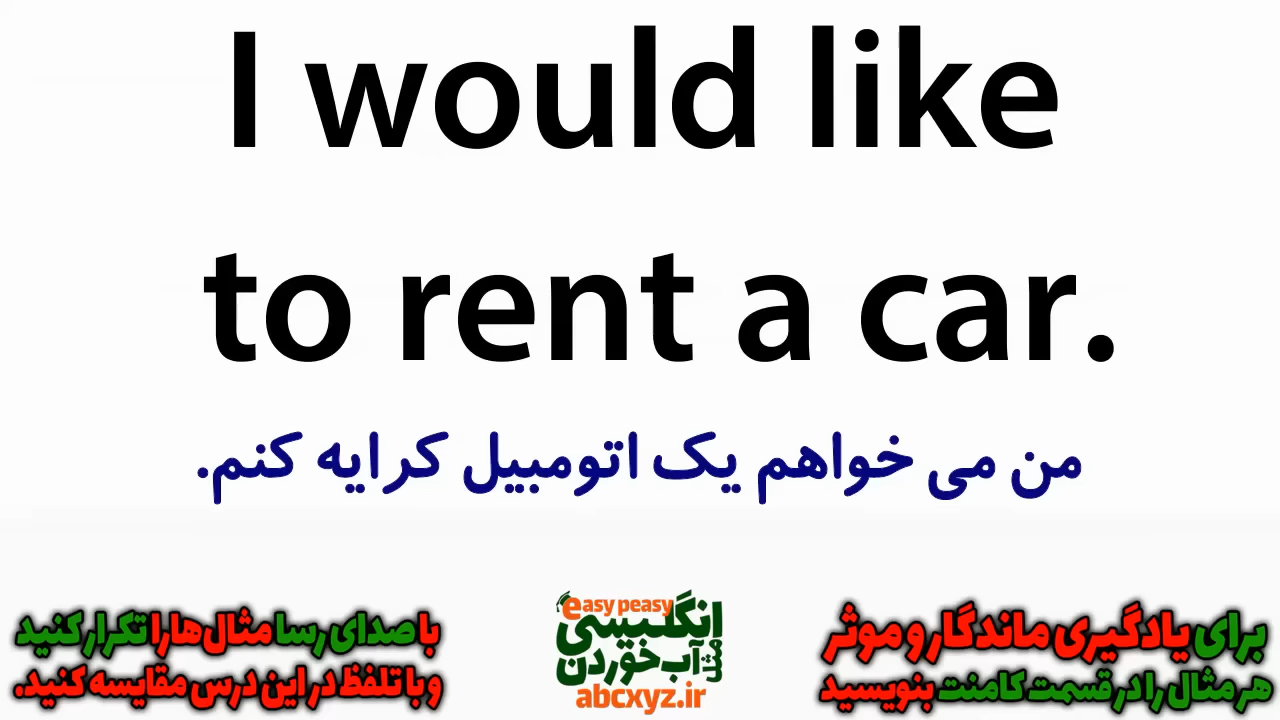 I would like
to rent a car.
من می خواهم یک اتومبیل کرایه کنم.
برای یادگیری ماندگار و موثر
هر مثال را در قسمت کامنت بنویسید
easy peasy
انگلیسی
مثل آب خوردن
abcxyz.ir
با صدای رسا مثال‌ها را تکرار کنید
و با تلفظ در این درس مقایسه کنید.